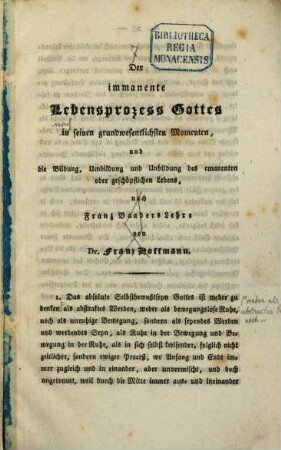 BIBLIOTHECA
REGIA
MONACENSIS
Der
immanente
Lebensprozess Gottes
in seinen grundwesentlichsten Momenten,
und
die Bildung, Umbildung und Unbildung des emanenten
oder geschöpflichen Lebens,
nach
Franz Baaders Lehre
von
Dr. Franz Hoffmann.
1. Das absolute Selbstbewußtseyn Gottes ist weder zu
denken als abstraktes Werden, weder als bewegungslose Ruhe,
noch als unruhige Bewegung, sondern als seyendes Werden
und werdendes Seyn, als Ruhe in der Bewegung und Be-
wegung in der Ruhe, als in sich selbst kreisender, folglich nicht
zeitlicher, sondern ewiger Proceß, wo Anfang und Ende im-
mer zugleich und in einander, aber unvermischt, und doch
ungetrennt, weil durch die Mitte immer aus- und ineinander